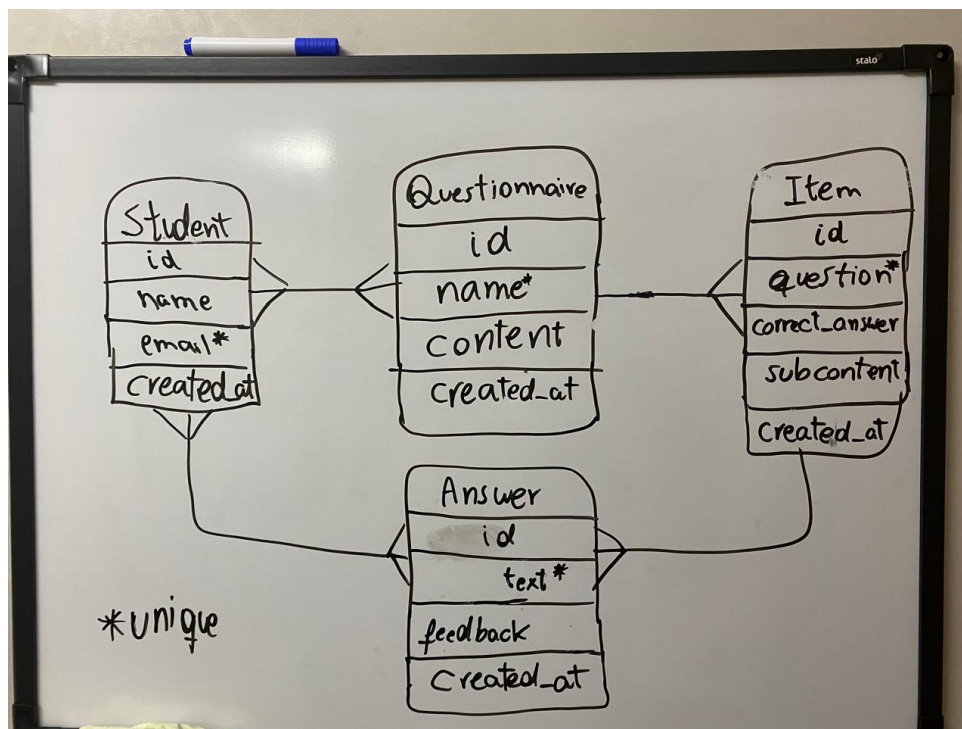 stalo
Student
id
name
email*
created_at
Questionnaire
id
name*
content
created_at
Item
id
question*
correct_answer
subcontent
created_at
Answer
id
text*
feedback
created_at
*unique